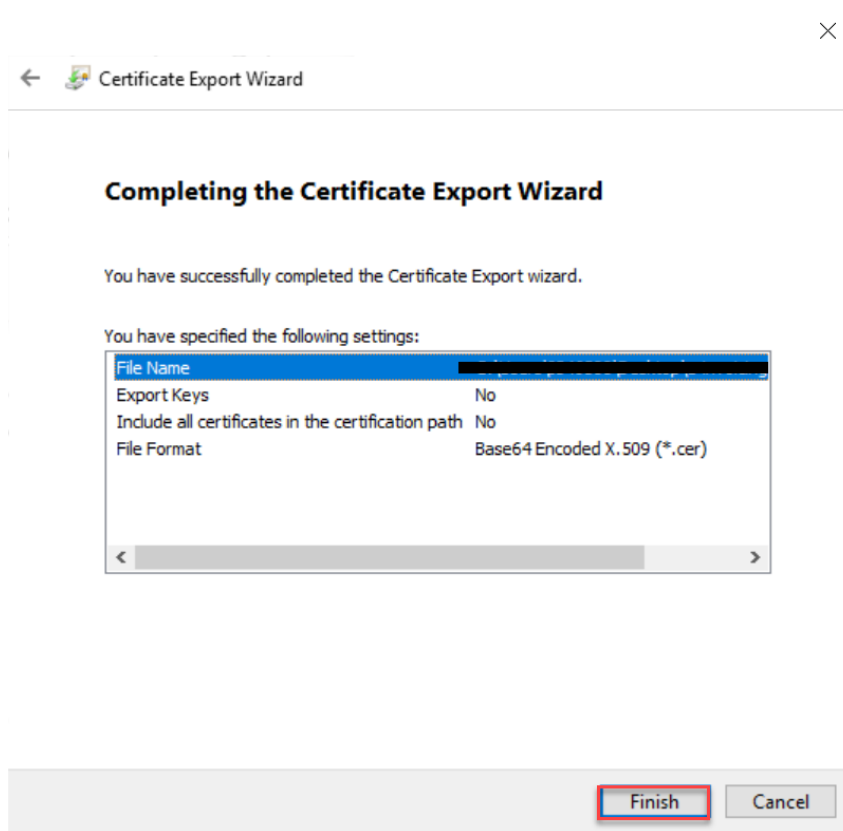 Certificate Export Wizard
Completing the Certificate Export Wizard
You have successfully completed the Certificate Export wizard.
You have specified the following settings:
File Name
Export Keys No
Include all certificates in the certification path No
File Format Base64 Encoded X.509 (*.cer)
Finish Cancel